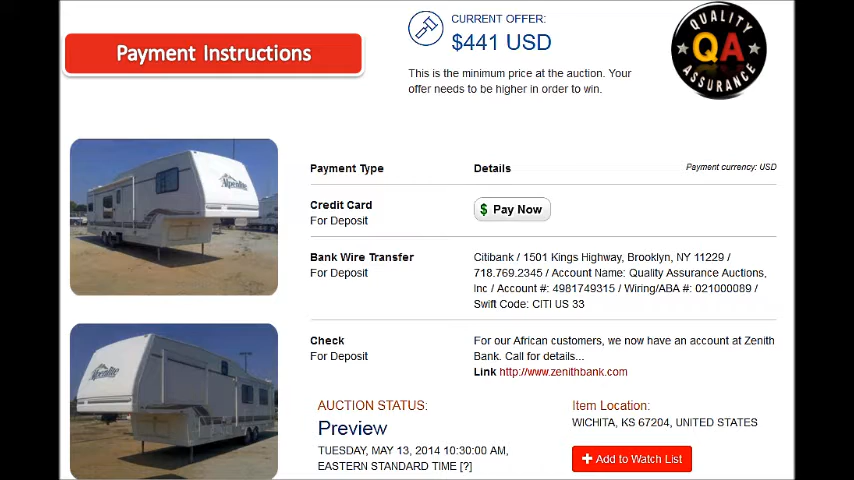 Payment Instructions
CURRENT OFFER:
$441 USD
This is the minimum price at the auction. Your
offer needs to be higher in order to win.
QUALITY
QA
ASSURANCE
Alpenlite
Alpenlite
Payment Type
Details
Payment currency: USD
Credit Card
For Deposit
$ Pay Now
Bank Wire Transfer
For Deposit
Citibank / 1501 Kings Highway, Brooklyn, NY 11229 /
718.769.2345 / Account Name: Quality Assurance Auctions,
Inc / Account #: 4981749315 / Wiring/ABA #: 021000089 /
Swift Code: CITI US 33
Check
For Deposit
For our African customers, we now have an account at Zenith
Bank. Call for details...
Link http://www.zenithbank.com
AUCTION STATUS:
Preview
TUESDAY, MAY 13, 2014 10:30:00 AM,
EASTERN STANDARD TIME [?]
Item Location:
WICHITA, KS 67204, UNITED STATES
+ Add to Watch List